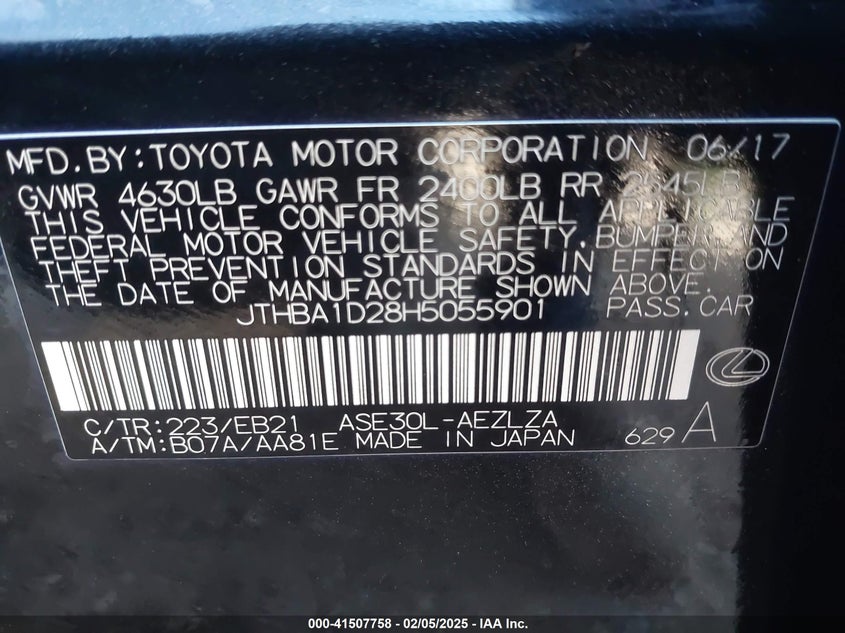 MFD.BY:TOYOTA MOTOR CORPORATION 06/17
GVWR 4630LB GAWR FR 2400LB RR 2645LB
THIS VEHICLE CONFORMS TO ALL APPLICABLE
FEDERAL MOTOR VEHICLE SAFETY,BUMPER,AND
THEFT PREVENTION STANDARDS IN EFFECT ON
THE DATE OF MANUFACTURE SHOWN ABOVE.
JTHBA1D28H5055901 PASS.CAR
C/TR:223/EB21 ASE30L-AEZLZA
A/TM:B07A/AA81E MADE IN JAPAN 629 A
000-41507758 | 02/05/2025 - IAA Inc.